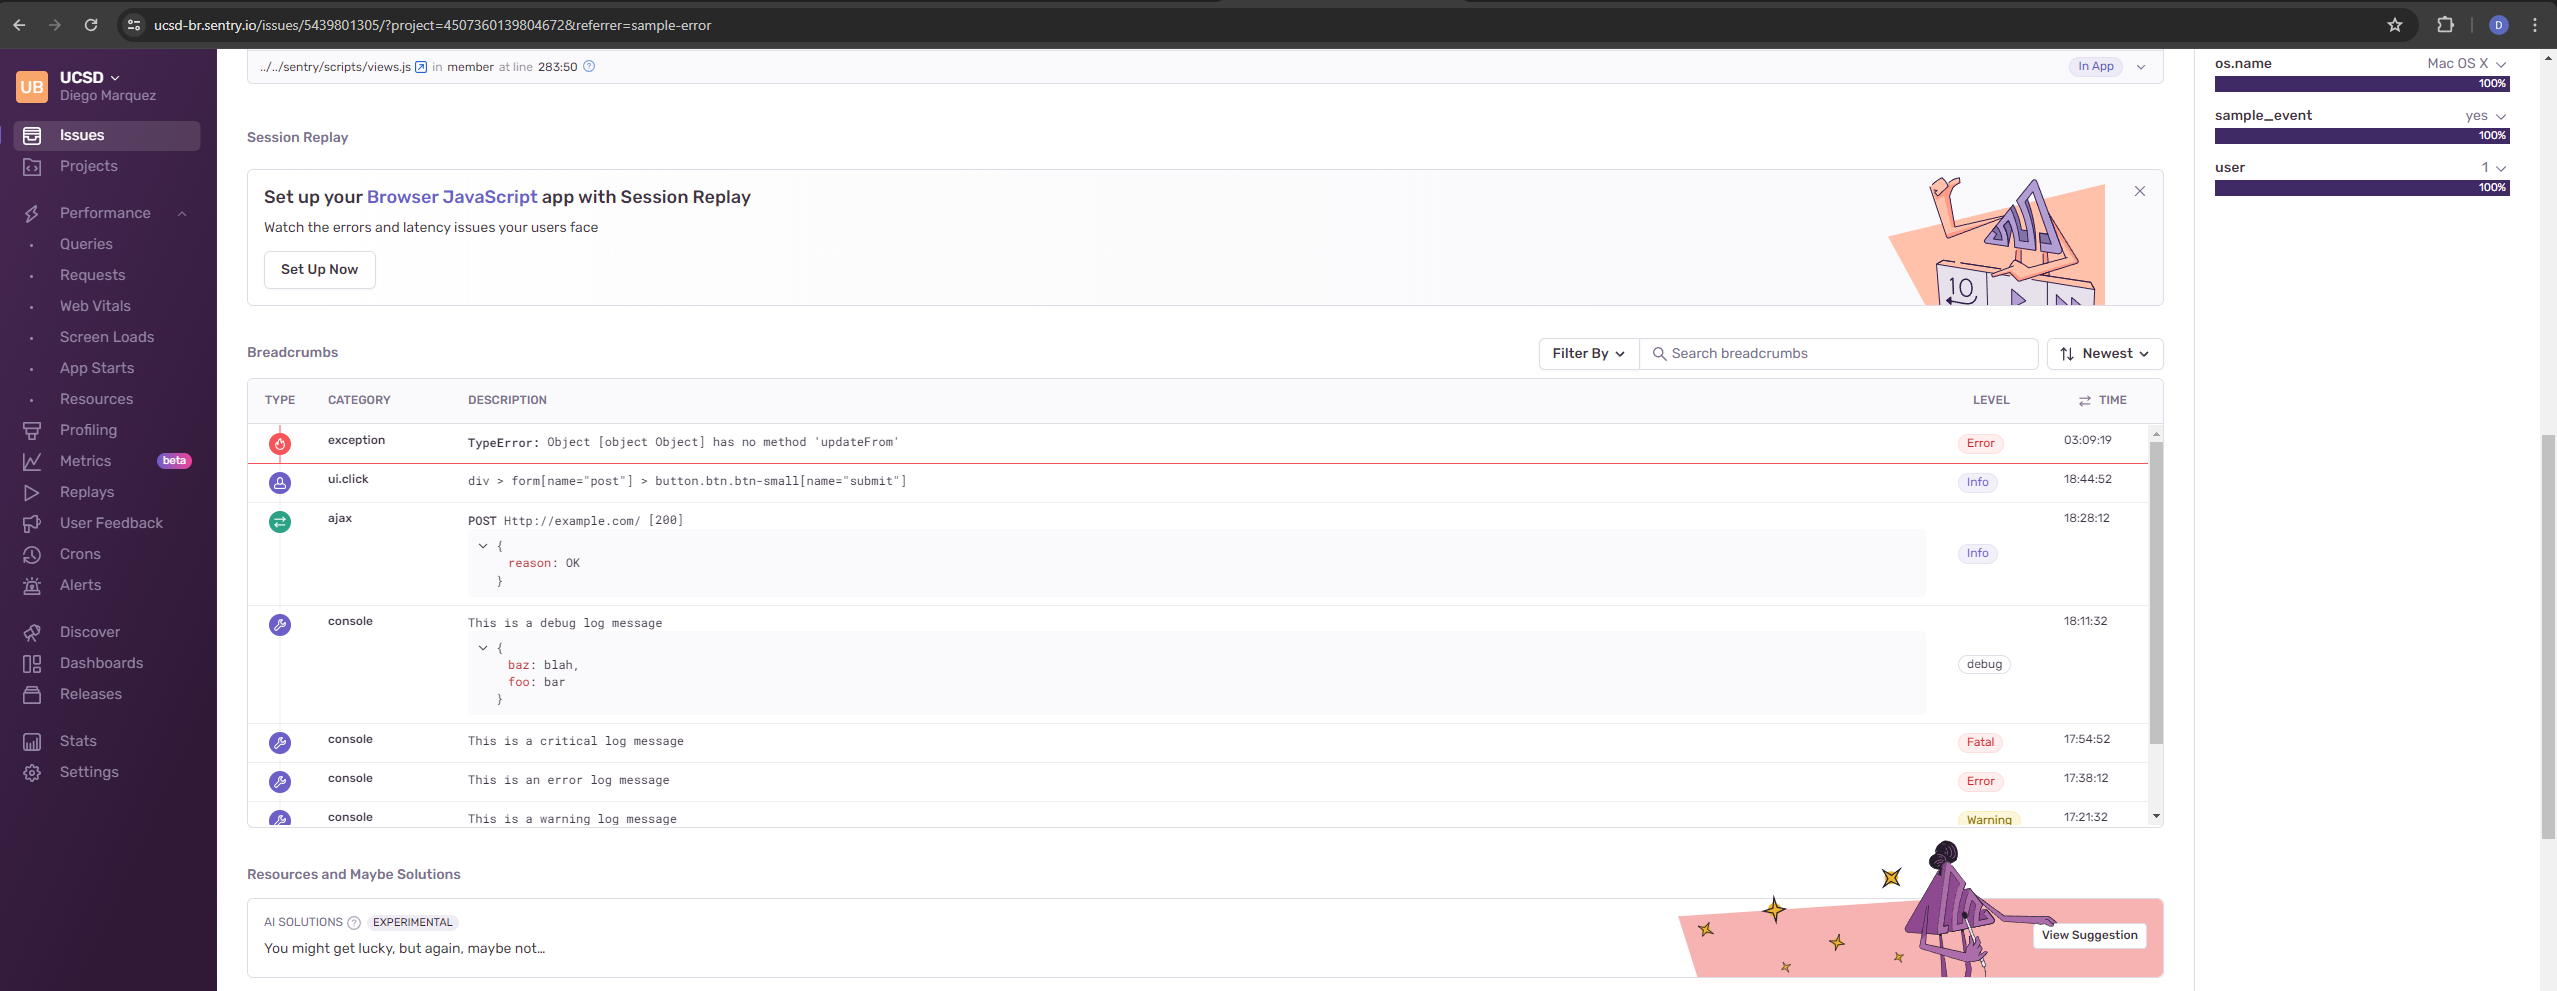 ucsd-br.sentry.io/issues/5439801305/?project=4507360139804672&referrer=sample-error
D
UB
UCSD
Diego Marquez
Issues
Projects
Performance
Queries
Requests
Web Vitals
Screen Loads
App Starts
Resources
Profiling
Metrics beta
Replays
User Feedback
Crons
Alerts
Discover
Dashboards
Releases
Stats
Settings
../../sentry/scripts/views.js in member at line 283:50 In App
Session Replay
Set up your Browser JavaScript app with Session Replay
Watch the errors and latency issues your users face
Set Up Now
10
Breadcrumbs
Filter By Search breadcrumbs Newest
TYPE CATEGORY DESCRIPTION LEVEL TIME
exception TypeError: Object [object Object] has no method 'updateFrom' Error 03:09:19
ui.click div > form[name="post"] > button.btn.btn-small[name="submit"] Info 18:44:52
ajax POST Http://example.com/ [200] 18:28:12
{
reason: OK
}
Info
console This is a debug log message 18:11:32
{
baz: blah,
foo: bar
}
debug
console This is a critical log message Fatal 17:54:52
console This is an error log message Error 17:38:12
console This is a warning log message Warning 17:21:32
Resources and Maybe Solutions
AI SOLUTIONS ? EXPERIMENTAL
You might get lucky, but again, maybe not…
View Suggestion
os.name Mac OS X
100%
sample_event yes
100%
user 1
100%